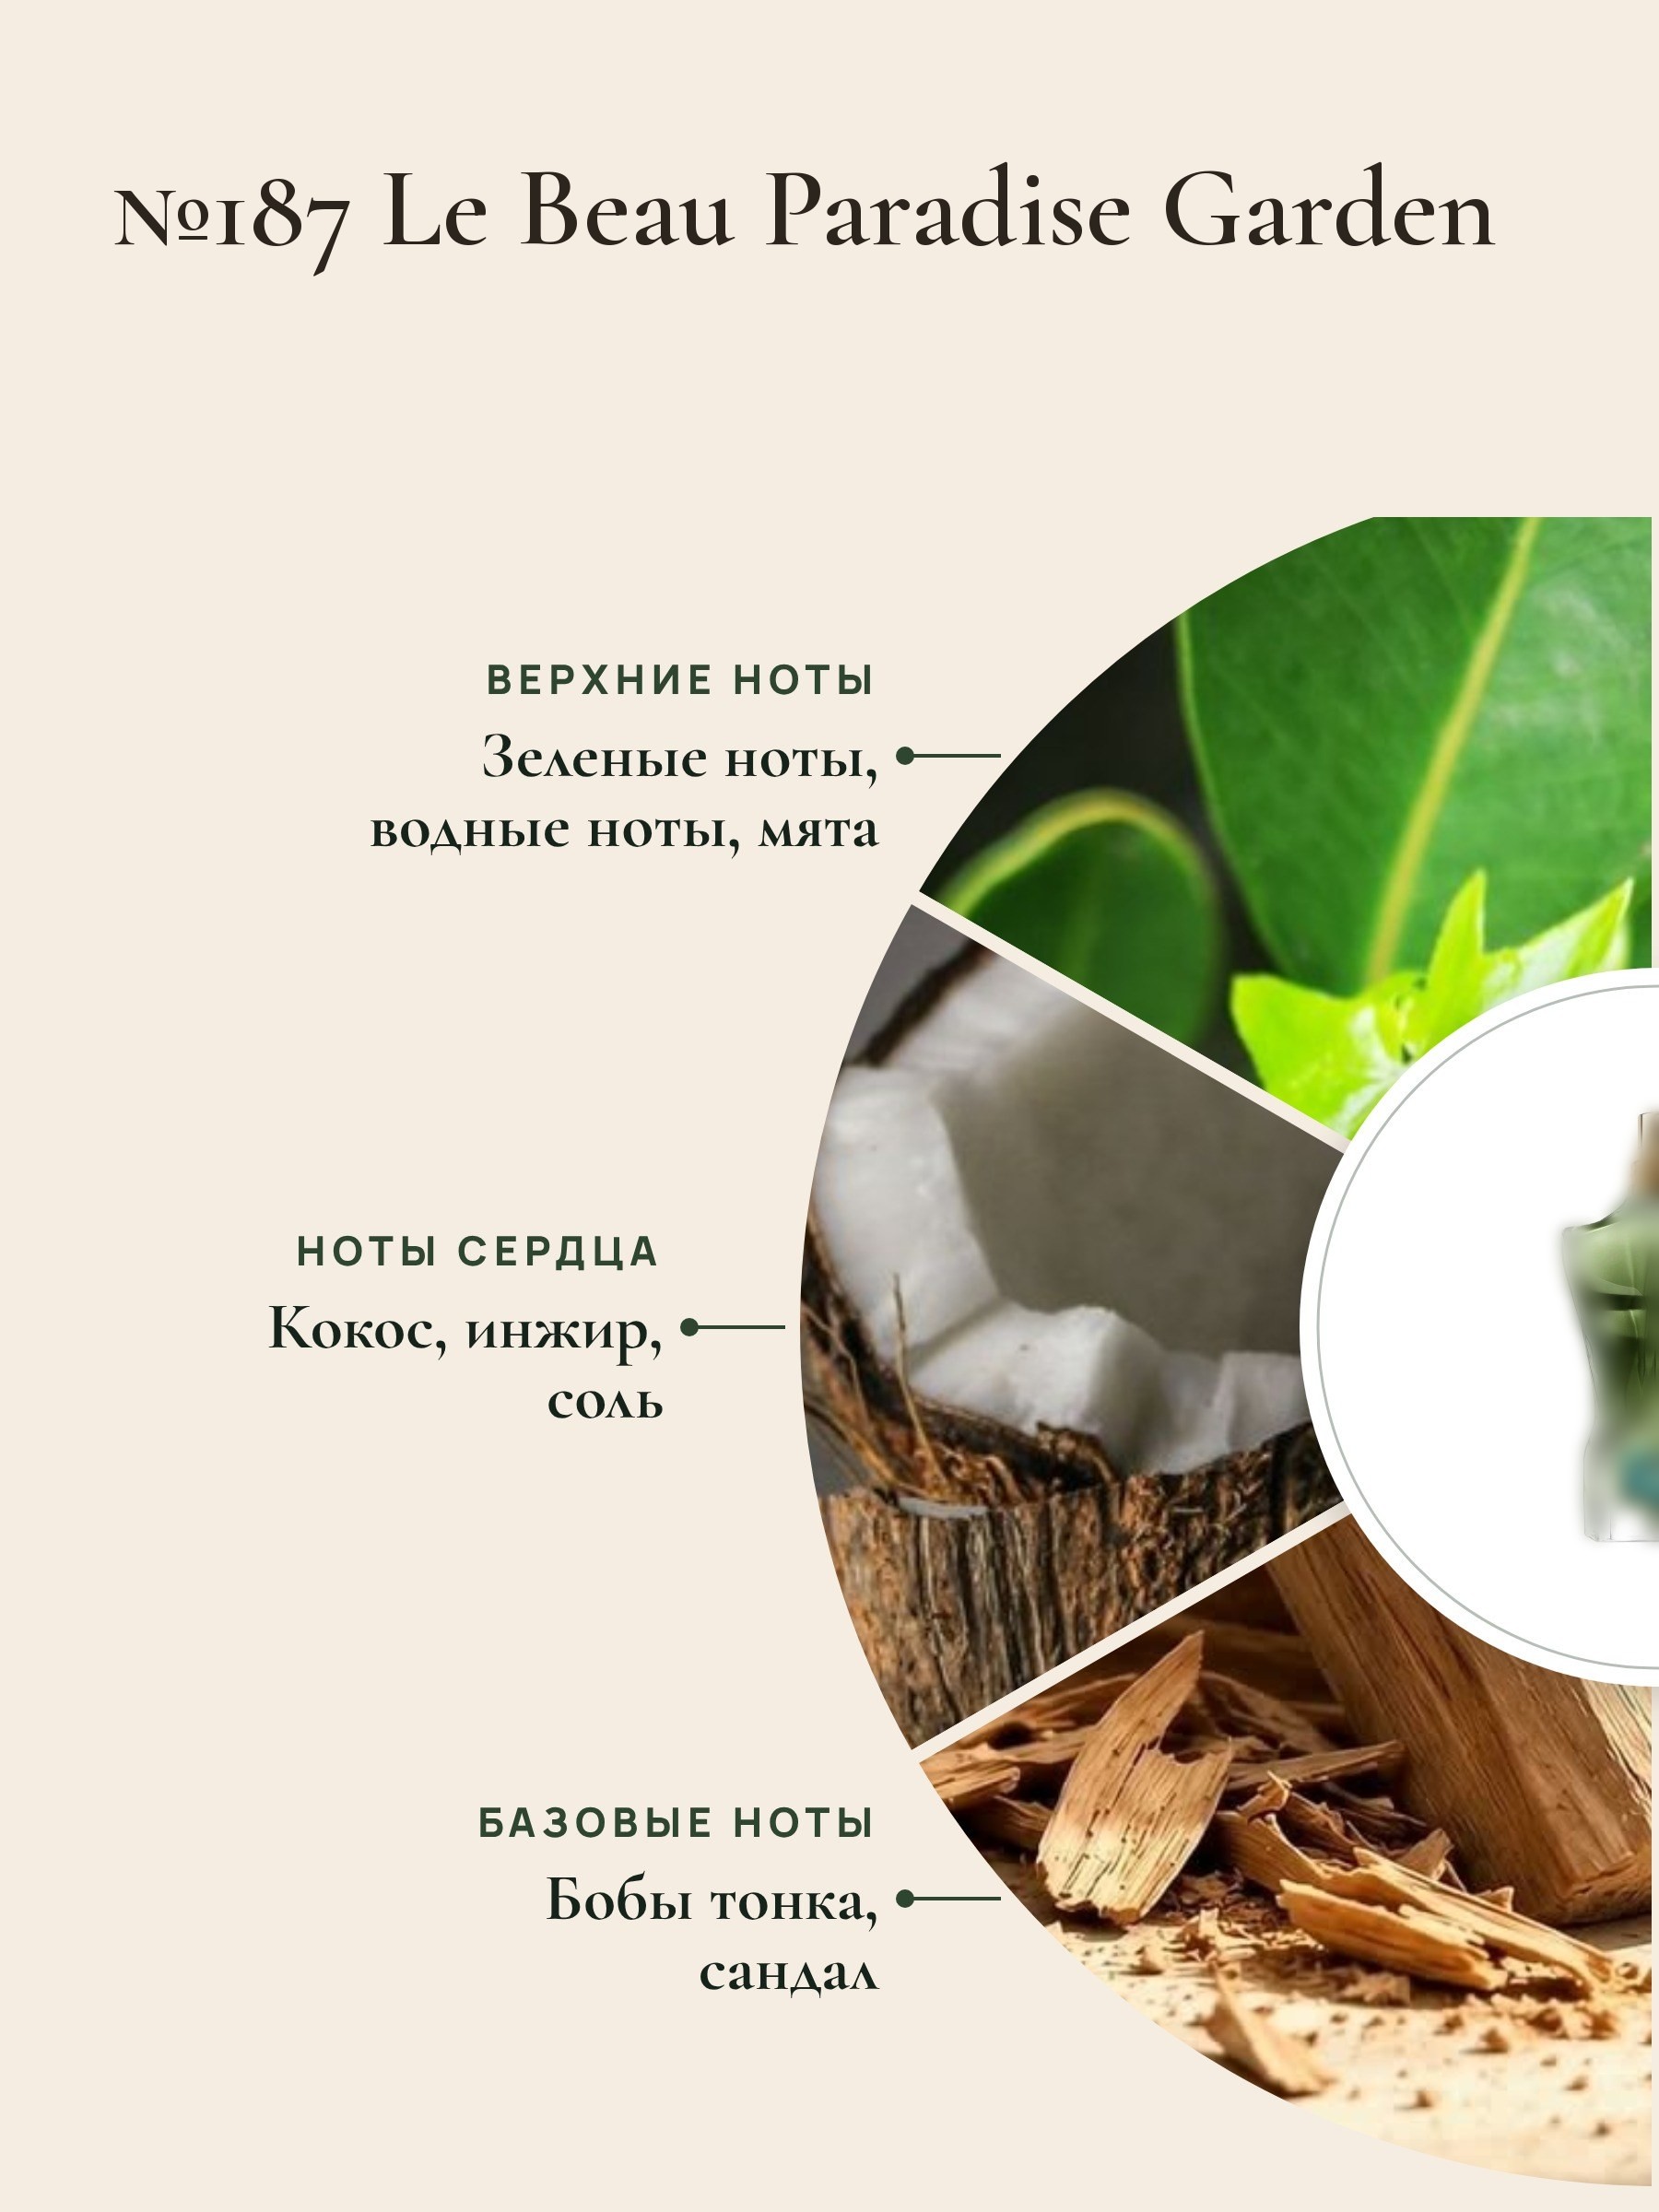 №187 Le Beau Paradise Garden
ВЕРХНИЕ НОТЫ
Зеленые ноты,
водные ноты, мята
НОТЫ СЕРДЦА
Кокос, инжир,
соль
БАЗОВЫЕ НОТЫ
Бобы тонка,
сандал